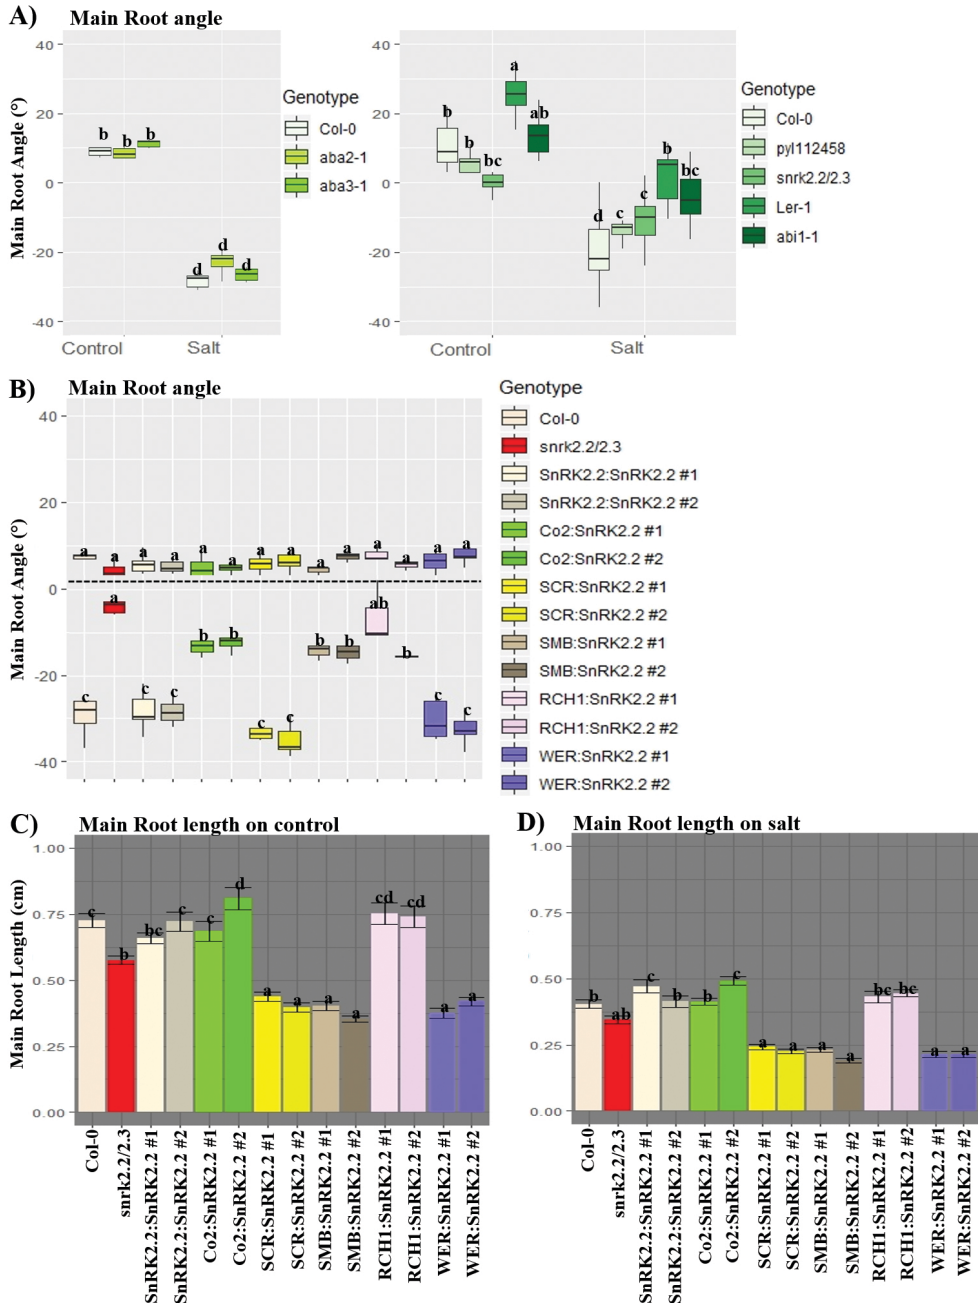 A) Main Root angle
Main Root Angle (°)
40
20
0
-20
-40
b b b
d d d
Control Salt
Genotype
Col-0
aba2-1
aba3-1
40
20
0
-20
-40
b b bc a ab
d c c b bc
Control Salt
Genotype
Col-0
pyl112458
snrk2.2/2.3
Ler-1
abi1-1
B) Main Root angle
Main Root Angle (°)
40
20
0
-20
-40
a a a a a a a a a a a a a a
c a c c b b c c b b ab b c c
Genotype
Col-0
snrk2.2/2.3
SnRK2.2:SnRK2.2 #1
SnRK2.2:SnRK2.2 #2
Co2:SnRK2.2 #1
Co2:SnRK2.2 #2
SCR:SnRK2.2 #1
SCR:SnRK2.2 #2
SMB:SnRK2.2 #1
SMB:SnRK2.2 #2
RCH1:SnRK2.2 #1
RCH1:SnRK2.2 #2
WER:SnRK2.2 #1
WER:SnRK2.2 #2
C) Main Root length on control
Main Root Length (cm)
1.00
0.75
0.50
0.25
0.00
c b bc c c d a a a a cd cd a a
Col-0
snrk2.2/2.3
SnRK2.2:SnRK2.2 #1
SnRK2.2:SnRK2.2 #2
Co2:SnRK2.2 #1
Co2:SnRK2.2 #2
SCR:SnRK2.2 #1
SCR:SnRK2.2 #2
SMB:SnRK2.2 #1
SMB:SnRK2.2 #2
RCH1:SnRK2.2 #1
RCH1:SnRK2.2 #2
WER:SnRK2.2 #1
WER:SnRK2.2 #2
D) Main Root length on salt
1.00
0.75
0.50
0.25
0.00
b ab c b b c a a a a bc bc a a
Col-0
snrk2.2/2.3
SnRK2.2:SnRK2.2 #1
SnRK2.2:SnRK2.2 #2
Co2:SnRK2.2 #1
Co2:SnRK2.2 #2
SCR:SnRK2.2 #1
SCR:SnRK2.2 #2
SMB:SnRK2.2 #1
SMB:SnRK2.2 #2
RCH1:SnRK2.2 #1
RCH1:SnRK2.2 #2
WER:SnRK2.2 #1
WER:SnRK2.2 #2